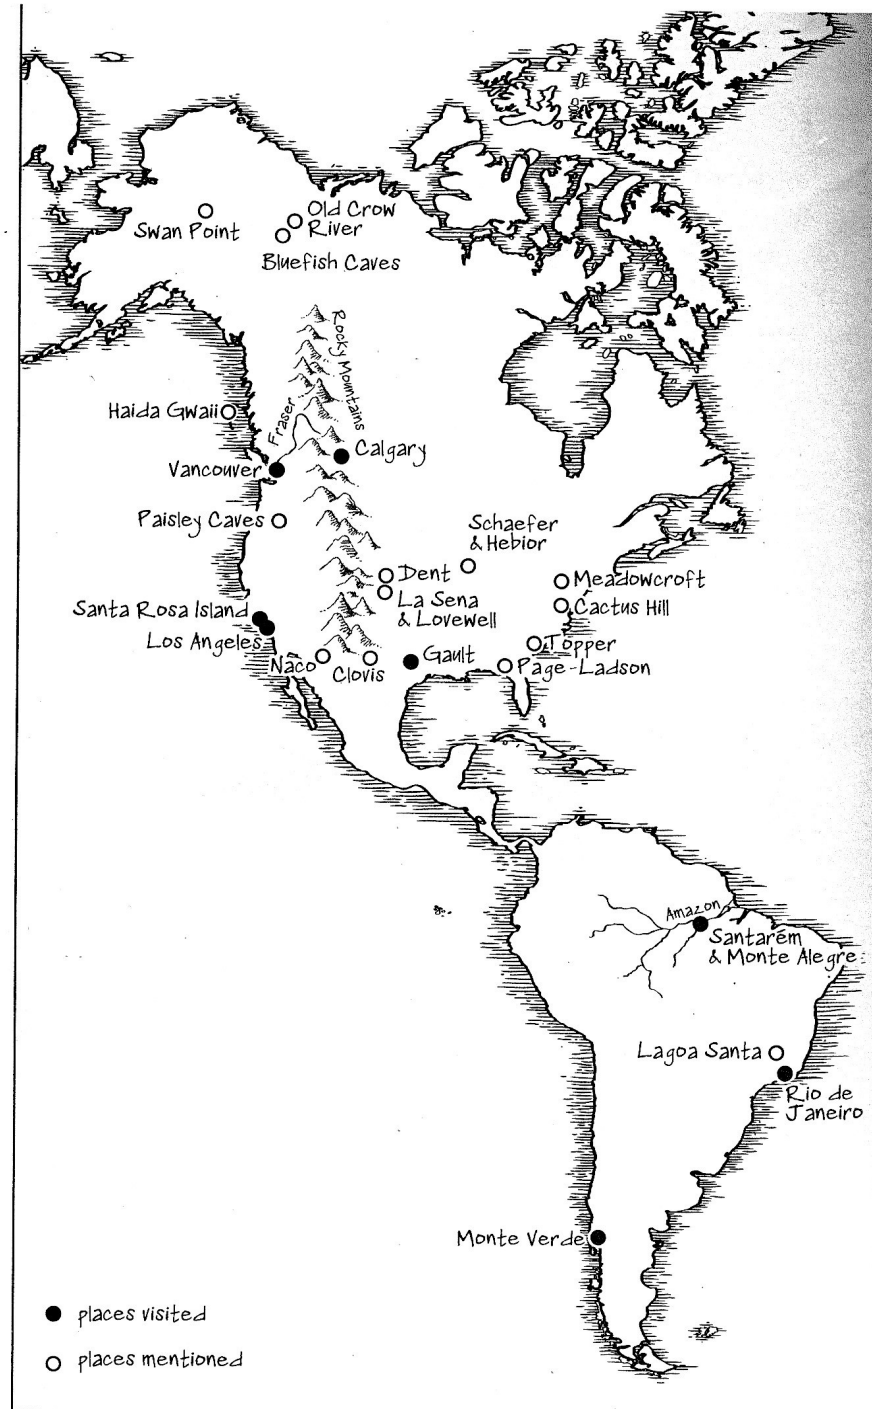 Old Crow
River
Swan Point
Bluefish Caves
Rocky Mountains
Haida Gwaii
Fraser
Calgary
Vancouver
Paisley Caves
Schaefer
& Hebior
Dent
Meadowcroft
La Sena
& Lovewell
Cactus Hill
Santa Rosa Island
Los Angeles
Topper
Naco
Clovis
Gault
Page-Ladson
Amazon
Santarém
& Monte Alegre
Lagoa Santa
Rio de
Janeiro
Monte Verde
places visited
places mentioned